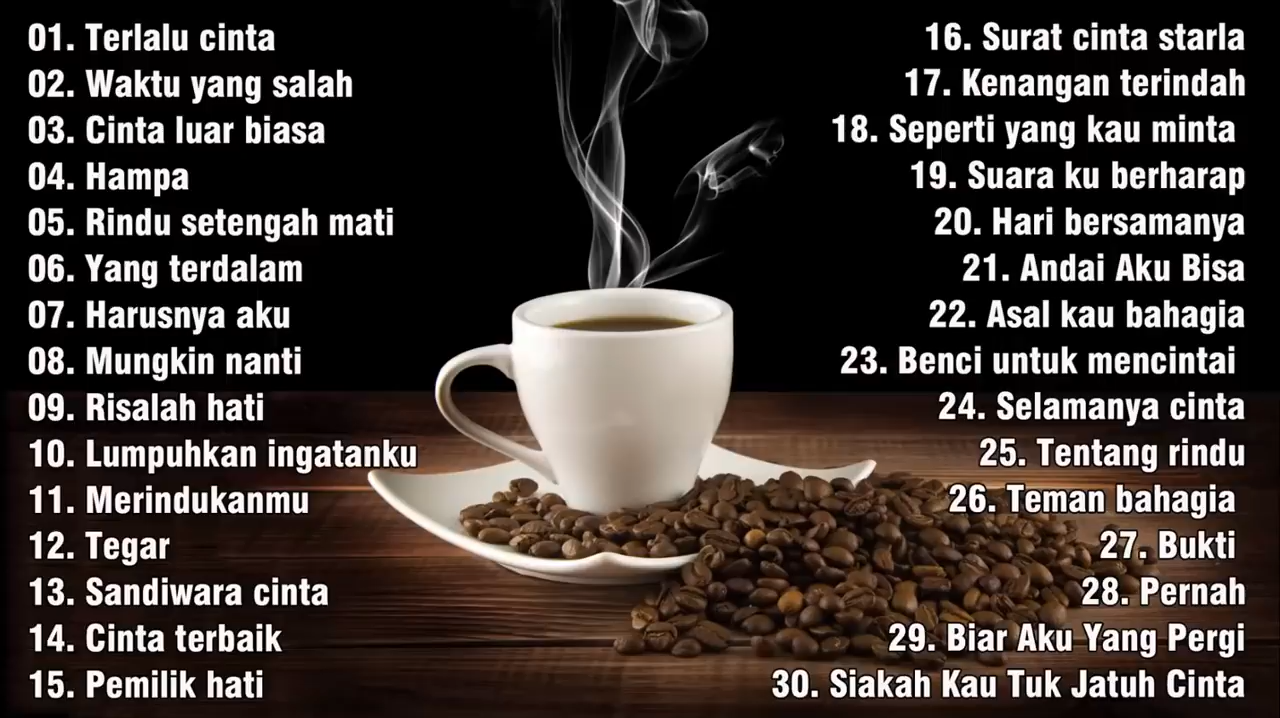 01. Terlalu cinta
02. Waktu yang salah
03. Cinta luar biasa
04. Hampa
05. Rindu setengah mati
06. Yang terdalam
07. Harusnya aku
08. Mungkin nanti
09. Risalah hati
10. Lumpuhkan ingatanku
11. Merindukanmu
12. Tegar
13. Sandiwara cinta
14. Cinta terbaik
15. Pemilik hati
16. Surat cinta starla
17. Kenangan terindah
18. Seperti yang kau minta
19. Suara ku berharap
20. Hari bersamanya
21. Andai Aku Bisa
22. Asal kau bahagia
23. Benci untuk mencintai
24. Selamanya cinta
25. Tentang rindu
26. Teman bahagia
27. Bukti
28. Pernah
29. Biar Aku Yang Pergi
30. Siakah Kau Tuk Jatuh Cinta